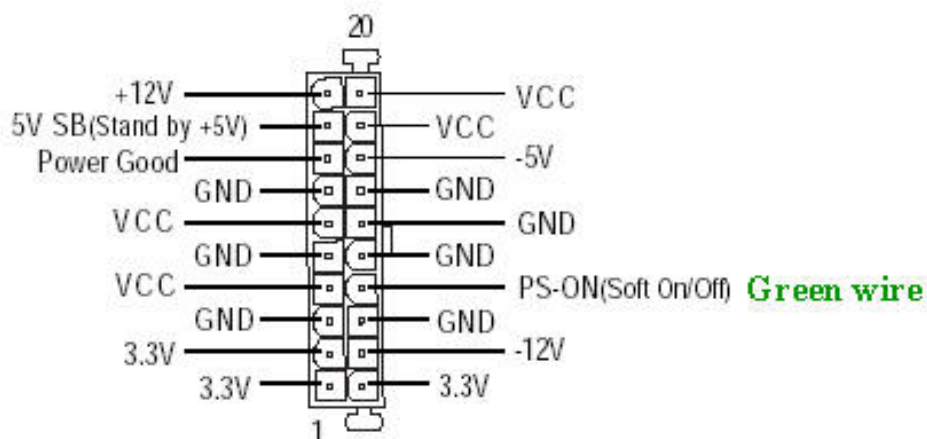 20
+12V VCC
5V SB(Stand by +5V) VCC
Power Good -5V
GND GND
VCC GND
GND GND
VCC PS-ON(Soft On/Off) Green wire
GND GND
3.3V -12V
3.3V 3.3V
1